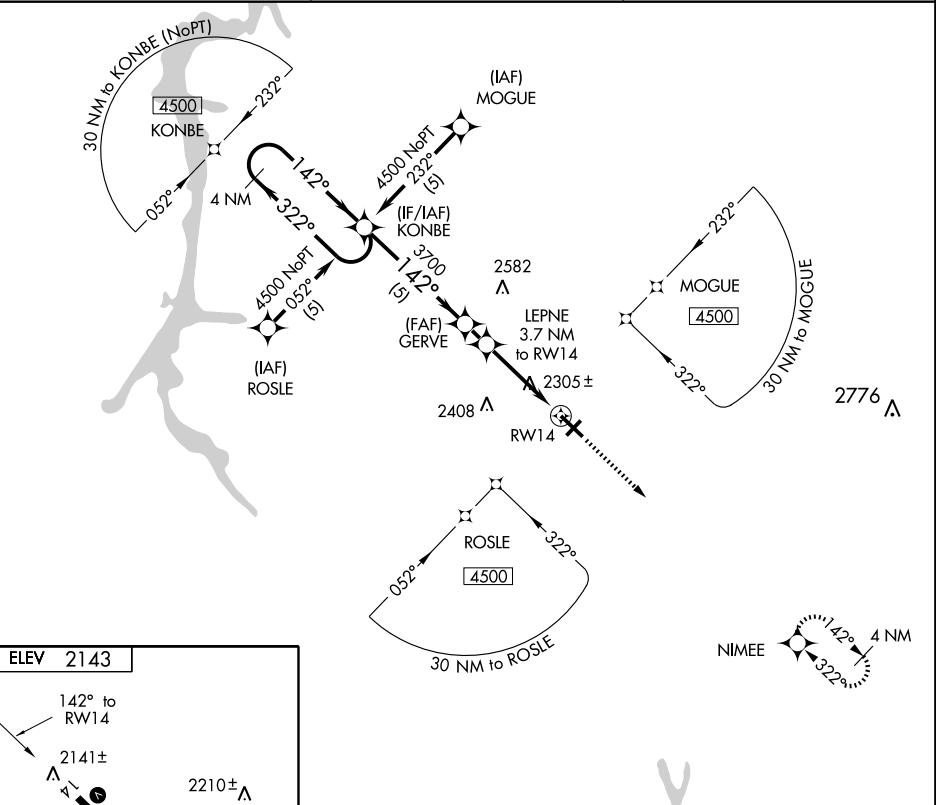 30 NM to KONBE (NoPT)
4500
KONBE
232°
052°
(IAF)
MOGUE
4500 NoPT
232°
(5)
142°
4 NM
322°
(IF/IAF)
KONBE
4500 NoPT
052°
(5)
(IAF)
ROSLE
3700
142°
(5)
2582
(FAF)
GERVE
LEPNE
3.7 NM
to RW14
2305±
2408
RW14
232°
MOGUE
4500
322°
30 NM to MOGUE
2776
ROSLE
4500
052°
322°
30 NM to ROSLE
NIMEE
142°
322°
4 NM
ELEV 2143
142° to
RW14
2141±
14
V
2210±